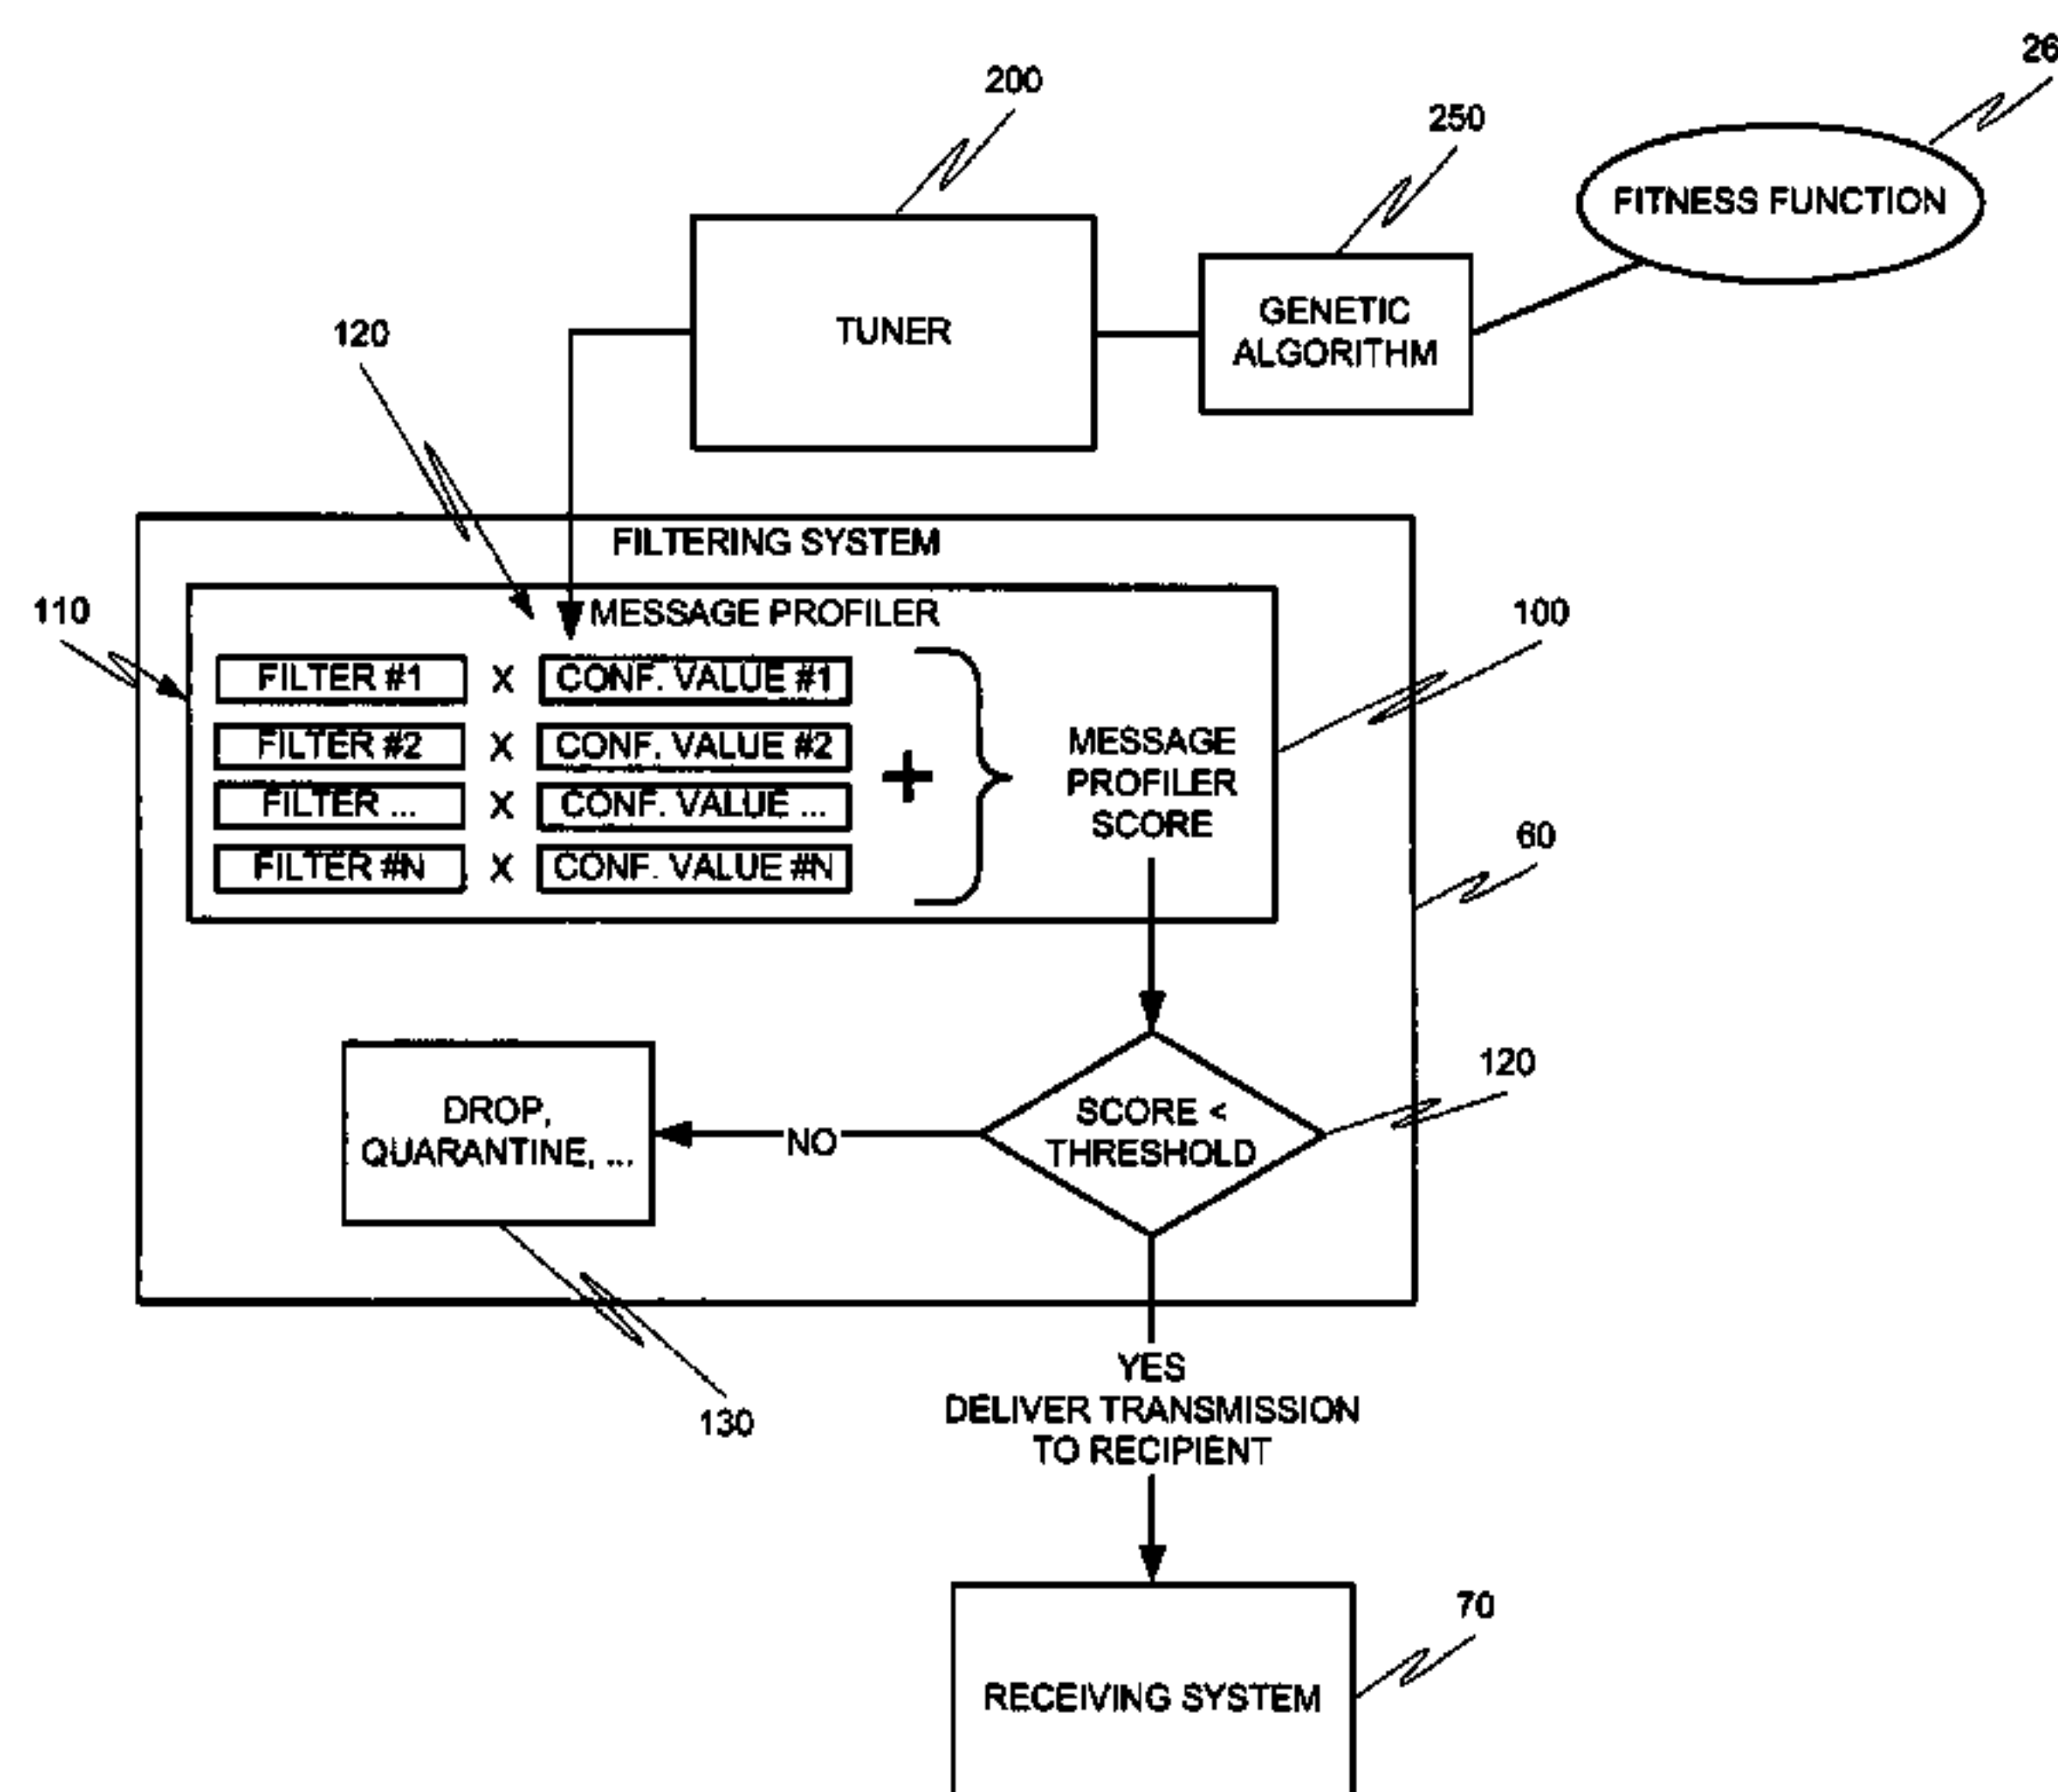 26
200
250
FITNESS FUNCTION
GENETIC
ALGORITHM
TUNER
120
FILTERING SYSTEM
110
MESSAGE PROFILER
100
FILTER #1 X CONF. VALUE #1
FILTER #2 X CONF. VALUE #2
FILTER ... X CONF. VALUE ...
FILTER #N X CONF. VALUE #N
+
MESSAGE
PROFILER
SCORE
60
120
SCORE <
THRESHOLD
NO
DROP,
QUARANTINE, ...
130
YES
DELIVER TRANSMISSION
TO RECIPIENT
70
RECEIVING SYSTEM